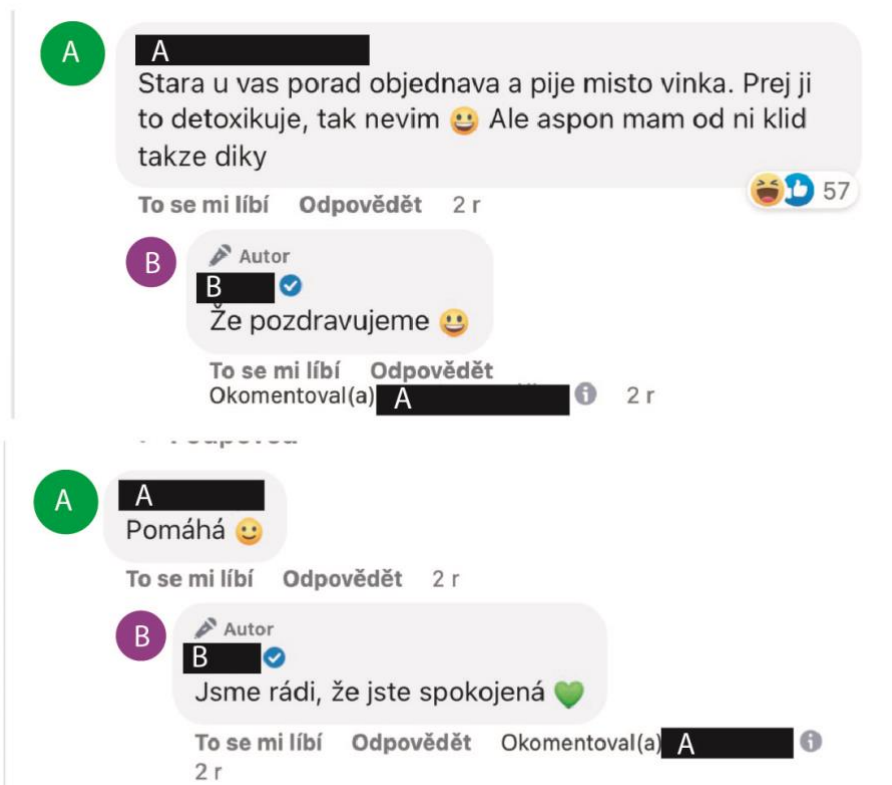 A
A
Stara u vas porad objednava a pije misto vinka. Prej ji
to detoxikuje, tak nevim 😀 Ale aspon mam od ni klid
takze diky
57
To se mi líbí Odpovědět 2 r
B
Autor
B
Že pozdravujeme 😀
To se mi líbí Odpovědět
Okomentoval(a) A 2 r
A
A
Pomáhá 🙂
To se mi líbí Odpovědět 2 r
B
Autor
B
Jsme rádi, že jste spokojená 💚
To se mi líbí Odpovědět Okomentoval(a) A
2 r